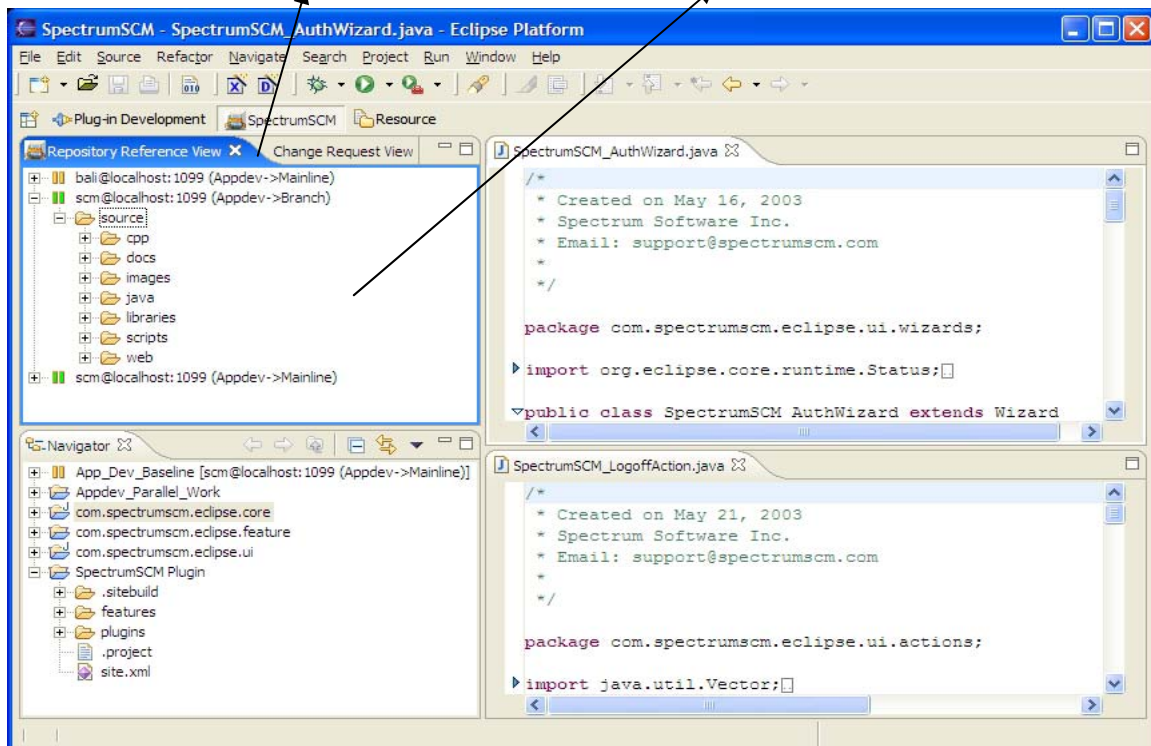 SpectrumSCM - SpectrumSCM_AuthWizard.java - Eclipse Platform
File Edit Source Refactor Navigate Search Project Run Window Help
Plug-in Development SpectrumSCM Resource
Repository Reference View Change Request View
bali@localhost:1099 (Appdev->Mainline)
scm@localhost:1099 (Appdev->Branch)
source
cpp
docs
images
java
libraries
scripts
web
scm@localhost:1099 (Appdev->Mainline)
SpectrumSCM_AuthWizard.java
/*
* Created on May 16, 2003
* Spectrum Software Inc.
* Email: support@spectrumscm.com
*
*/
package com.spectrumscm.eclipse.ui.wizards;
import org.eclipse.core.runtime.Status;
public class SpectrumSCM_AuthWizard extends Wizard
Navigator
App_Dev_Baseline [scm@localhost:1099 (Appdev->Mainline)]
Appdev_Parallel_Work
com.spectrumscm.eclipse.core
com.spectrumscm.eclipse.feature
com.spectrumscm.eclipse.ui
SpectrumSCM Plugin
.sitebuild
features
plugins
.project
site.xml
SpectrumSCM_LogoffAction.java
/*
* Created on May 21, 2003
* Spectrum Software Inc.
* Email: support@spectrumscm.com
*
*/
package com.spectrumscm.eclipse.ui.actions;
import java.util.Vector;